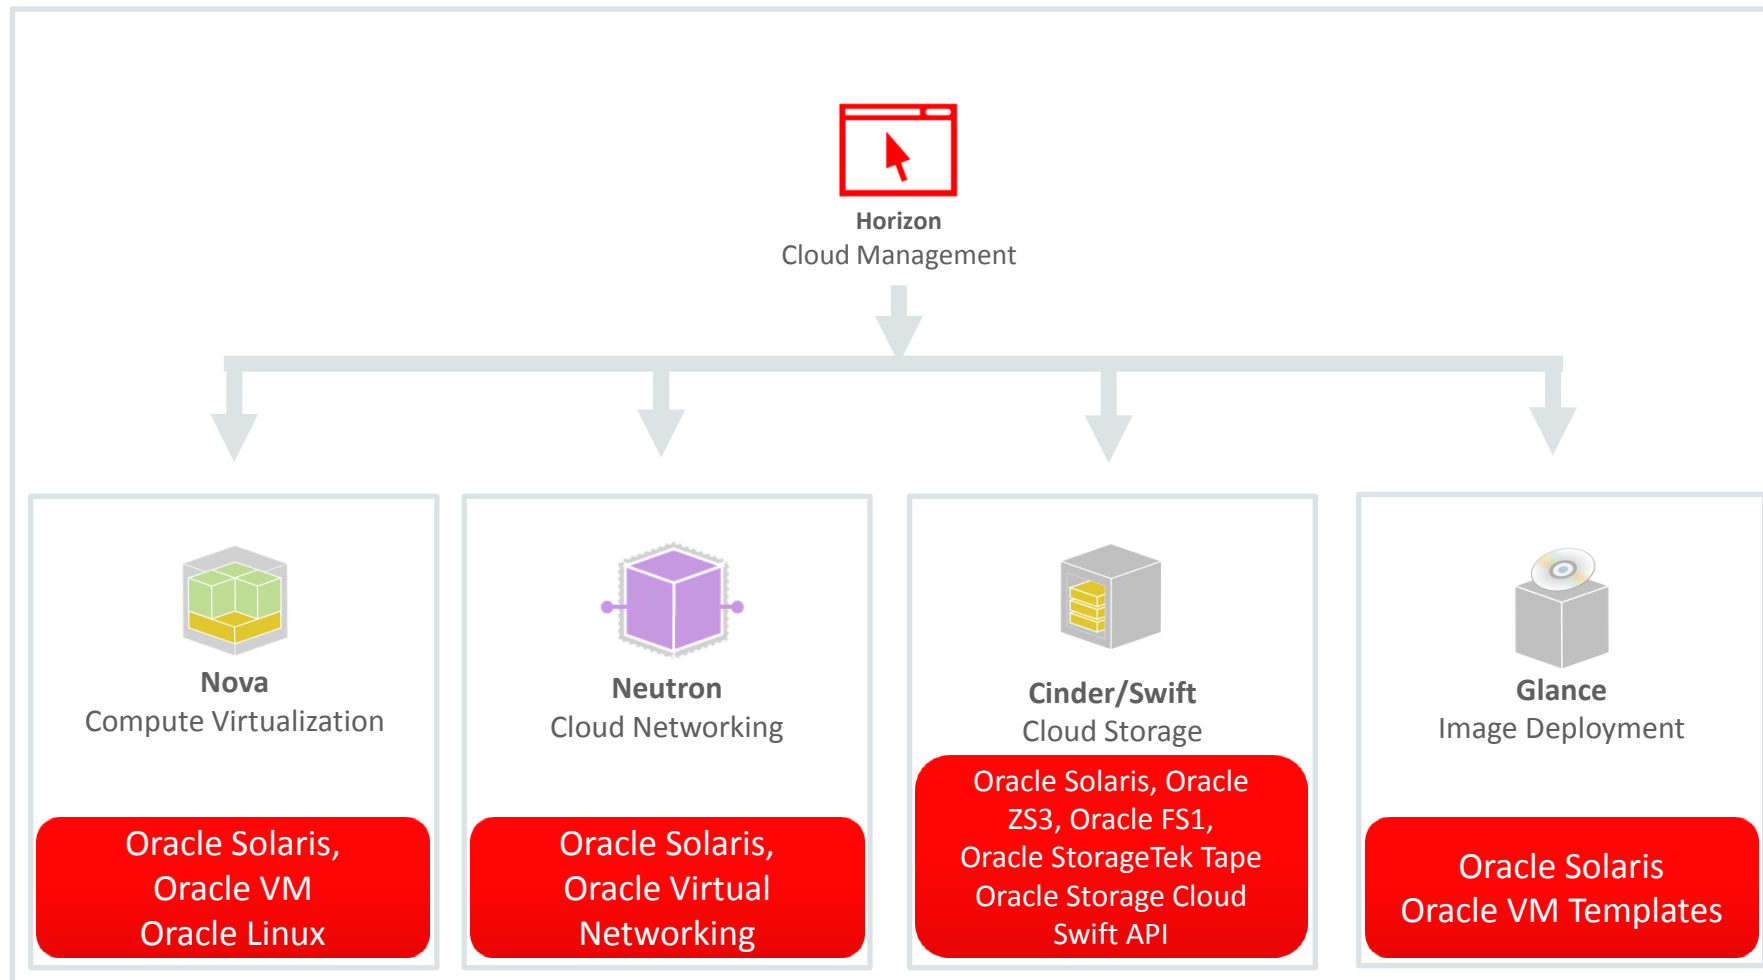 Horizon
Cloud Management
Nova
Compute Virtualization
Oracle Solaris,
Oracle VM
Oracle Linux
Neutron
Cloud Networking
Oracle Solaris,
Oracle Virtual
Networking
Cinder/Swift
Cloud Storage
Oracle Solaris, Oracle
ZS3, Oracle FS1,
Oracle StorageTek Tape
Oracle Storage Cloud
Swift API
Glance
Image Deployment
Oracle Solaris
Oracle VM Templates